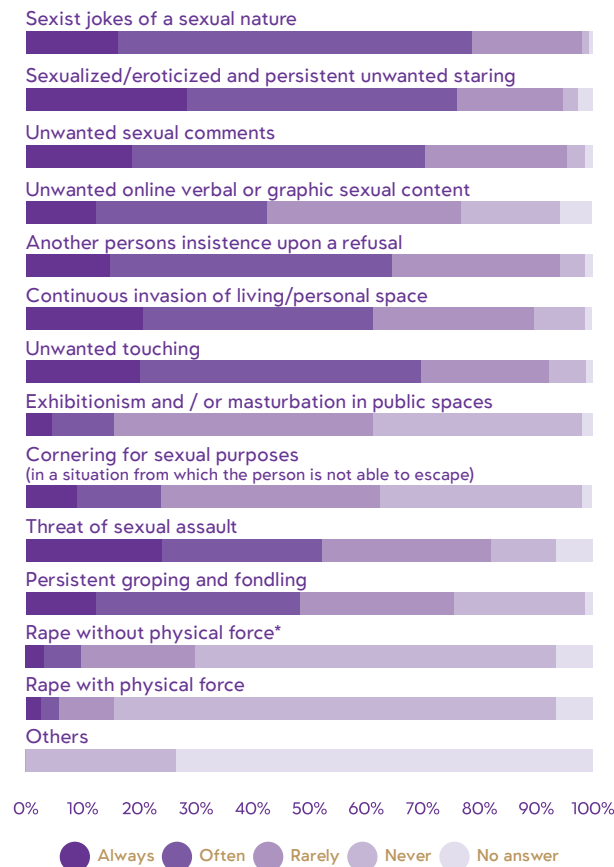 Sexist jokes of a sexual nature
Sexualized/eroticized and persistent unwanted staring
Unwanted sexual comments
Unwanted online verbal or graphic sexual content
Another persons insistence upon a refusal
Continuous invasion of living/personal space
Unwanted touching
Exhibitionism and / or masturbation in public spaces
Cornering for sexual purposes
(in a situation from which the person is not able to escape)
Threat of sexual assault
Persistent groping and fondling
Rape without physical force*
Rape with physical force
Others
0% 10% 20% 30% 40% 50% 60% 70% 80% 90% 100%
Always Often Rarely Never No answer